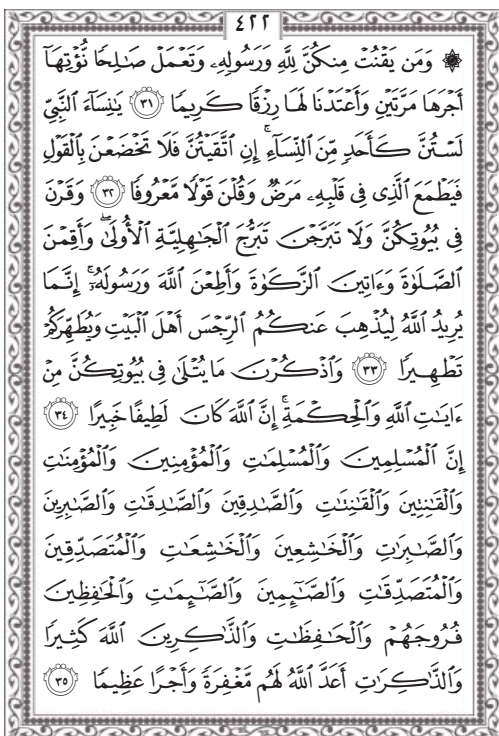 ٤٢٢
۞ وَمَن يَقْنُتْ مِنكُنَّ لِلَّهِ وَرَسُولِهِۦ وَتَعْمَلْ صَـٰلِحًا نُّؤْتِهَآ
أَجْرَهَا مَرَّتَيْنِ وَأَعْتَدْنَا لَهَا رِزْقًا كَرِيمًا ٣١ يَـٰنِسَآءَ ٱلنَّبِىِّ
لَسْتُنَّ كَأَحَدٍ مِّنَ ٱلنِّسَآءِ ۚ إِنِ ٱتَّقَيْتُنَّ فَلَا تَخْضَعْنَ بِٱلْقَوْلِ
فَيَطْمَعَ ٱلَّذِى فِى قَلْبِهِۦ مَرَضٌ وَقُلْنَ قَوْلًا مَّعْرُوفًا ٣٢ وَقَرْنَ
فِى بُيُوتِكُنَّ وَلَا تَبَرَّجْنَ تَبَرُّجَ ٱلْجَـٰهِلِيَّةِ ٱلْأُولَىٰ ۖ وَأَقِمْنَ
ٱلصَّلَوٰةَ وَءَاتِينَ ٱلزَّكَوٰةَ وَأَطِعْنَ ٱللَّهَ وَرَسُولَهُۥٓ ۚ إِنَّمَا
يُرِيدُ ٱللَّهُ لِيُذْهِبَ عَنكُمُ ٱلرِّجْسَ أَهْلَ ٱلْبَيْتِ وَيُطَهِّرَكُمْ
تَطْهِيرًا ٣٣ وَٱذْكُرْنَ مَا يُتْلَىٰ فِى بُيُوتِكُنَّ مِنْ
ءَايَـٰتِ ٱللَّهِ وَٱلْحِكْمَةِ ۚ إِنَّ ٱللَّهَ كَانَ لَطِيفًا خَبِيرًا ٣٤
إِنَّ ٱلْمُسْلِمِينَ وَٱلْمُسْلِمَـٰتِ وَٱلْمُؤْمِنِينَ وَٱلْمُؤْمِنَـٰتِ
وَٱلْقَـٰنِتِينَ وَٱلْقَـٰنِتَـٰتِ وَٱلصَّـٰدِقِينَ وَٱلصَّـٰدِقَـٰتِ وَٱلصَّـٰبِرِينَ
وَٱلصَّـٰبِرَٰتِ وَٱلْخَـٰشِعِينَ وَٱلْخَـٰشِعَـٰتِ وَٱلْمُتَصَدِّقِينَ
وَٱلْمُتَصَدِّقَـٰتِ وَٱلصَّـٰٓئِمِينَ وَٱلصَّـٰٓئِمَـٰتِ وَٱلْحَـٰفِظِينَ
فُرُوجَهُمْ وَٱلْحَـٰفِظَـٰتِ وَٱلذَّٰكِرِينَ ٱللَّهَ كَثِيرًا
وَٱلذَّٰكِرَٰتِ أَعَدَّ ٱللَّهُ لَهُم مَّغْفِرَةً وَأَجْرًا عَظِيمًا ٣٥